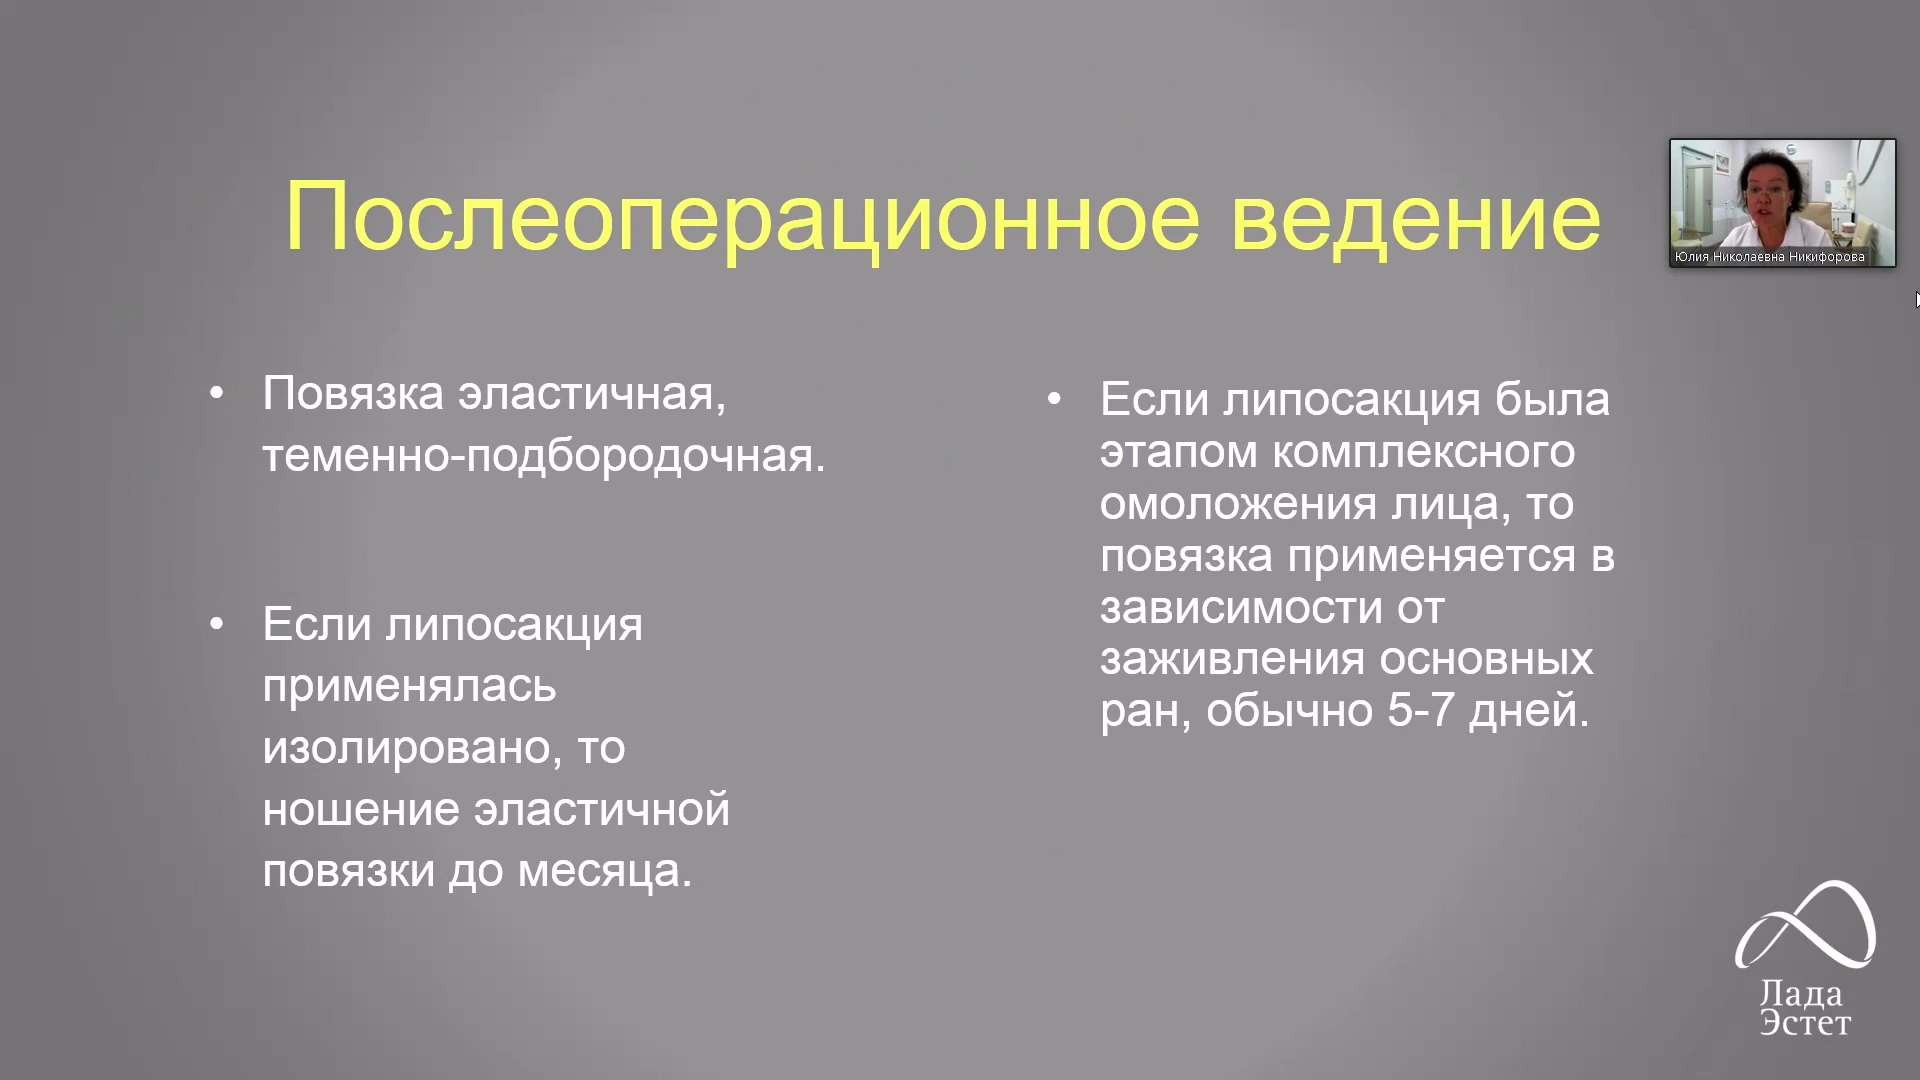 Послеоперационное ведение
Юлия Николаевна Никифорова
• Повязка эластичная,
теменно-подбородочная.
• Если липосакция
применялась
изолировано, то
ношение эластичной
повязки до месяца.
• Если липосакция была
этапом комплексного
омоложения лица, то
повязка применяется в
зависимости от
заживления основных
ран, обычно 5-7 дней.
Лада
Эстет